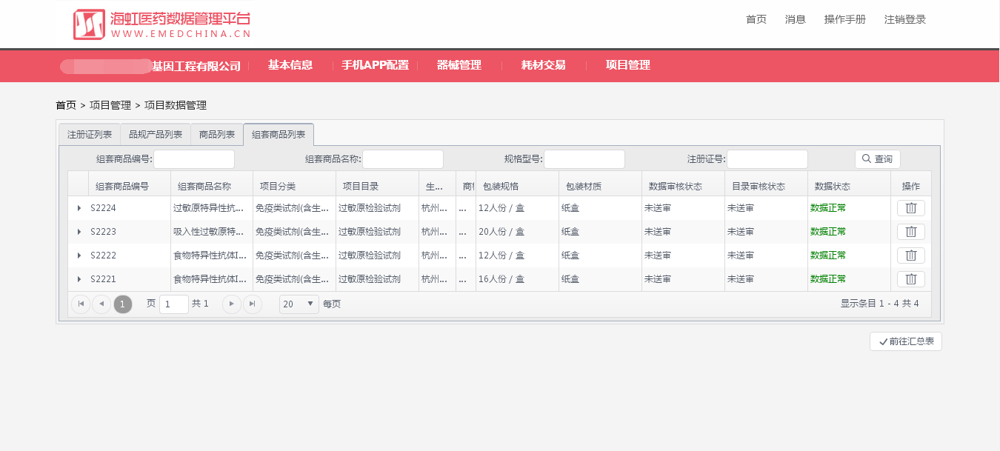 海虹医药数据管理平台
WWW.EMEDCHINA.CN
首页 消息 操作手册 注销登录
基因工程有限公司 基本信息 手机APP配置 器械管理 耗材交易 项目管理
首页 > 项目管理 > 项目数据管理
注册证列表 品规产品列表 商品列表 组套商品列表
组套商品编号: 组套商品名称: 规格型号: 注册证号: 查询
组套商品编号 组套商品名称 项目分类 项目目录 生... 商 包装规格 包装材质 数据审核状态 目录审核状态 数据状态 操作
S2224 过敏原特异性抗... 免疫类试剂(含生... 过敏原检验试剂 杭州... ... 12人份 / 盒 纸盒 未送审 未送审 数据正常
S2223 吸入性过敏原特... 免疫类试剂(含生... 过敏原检验试剂 杭州... ... 20人份 / 盒 纸盒 未送审 未送审 数据正常
S2222 食物特异性抗体I... 免疫类试剂(含生... 过敏原检验试剂 杭州... ... 12人份 / 盒 纸盒 未送审 未送审 数据正常
S2221 食物特异性抗体I... 免疫类试剂(含生... 过敏原检验试剂 杭州... ... 16人份 / 盒 纸盒 未送审 未送审 数据正常
1 页 1 共 1 20 每页 显示条目 1 - 4 共 4
前往汇总表